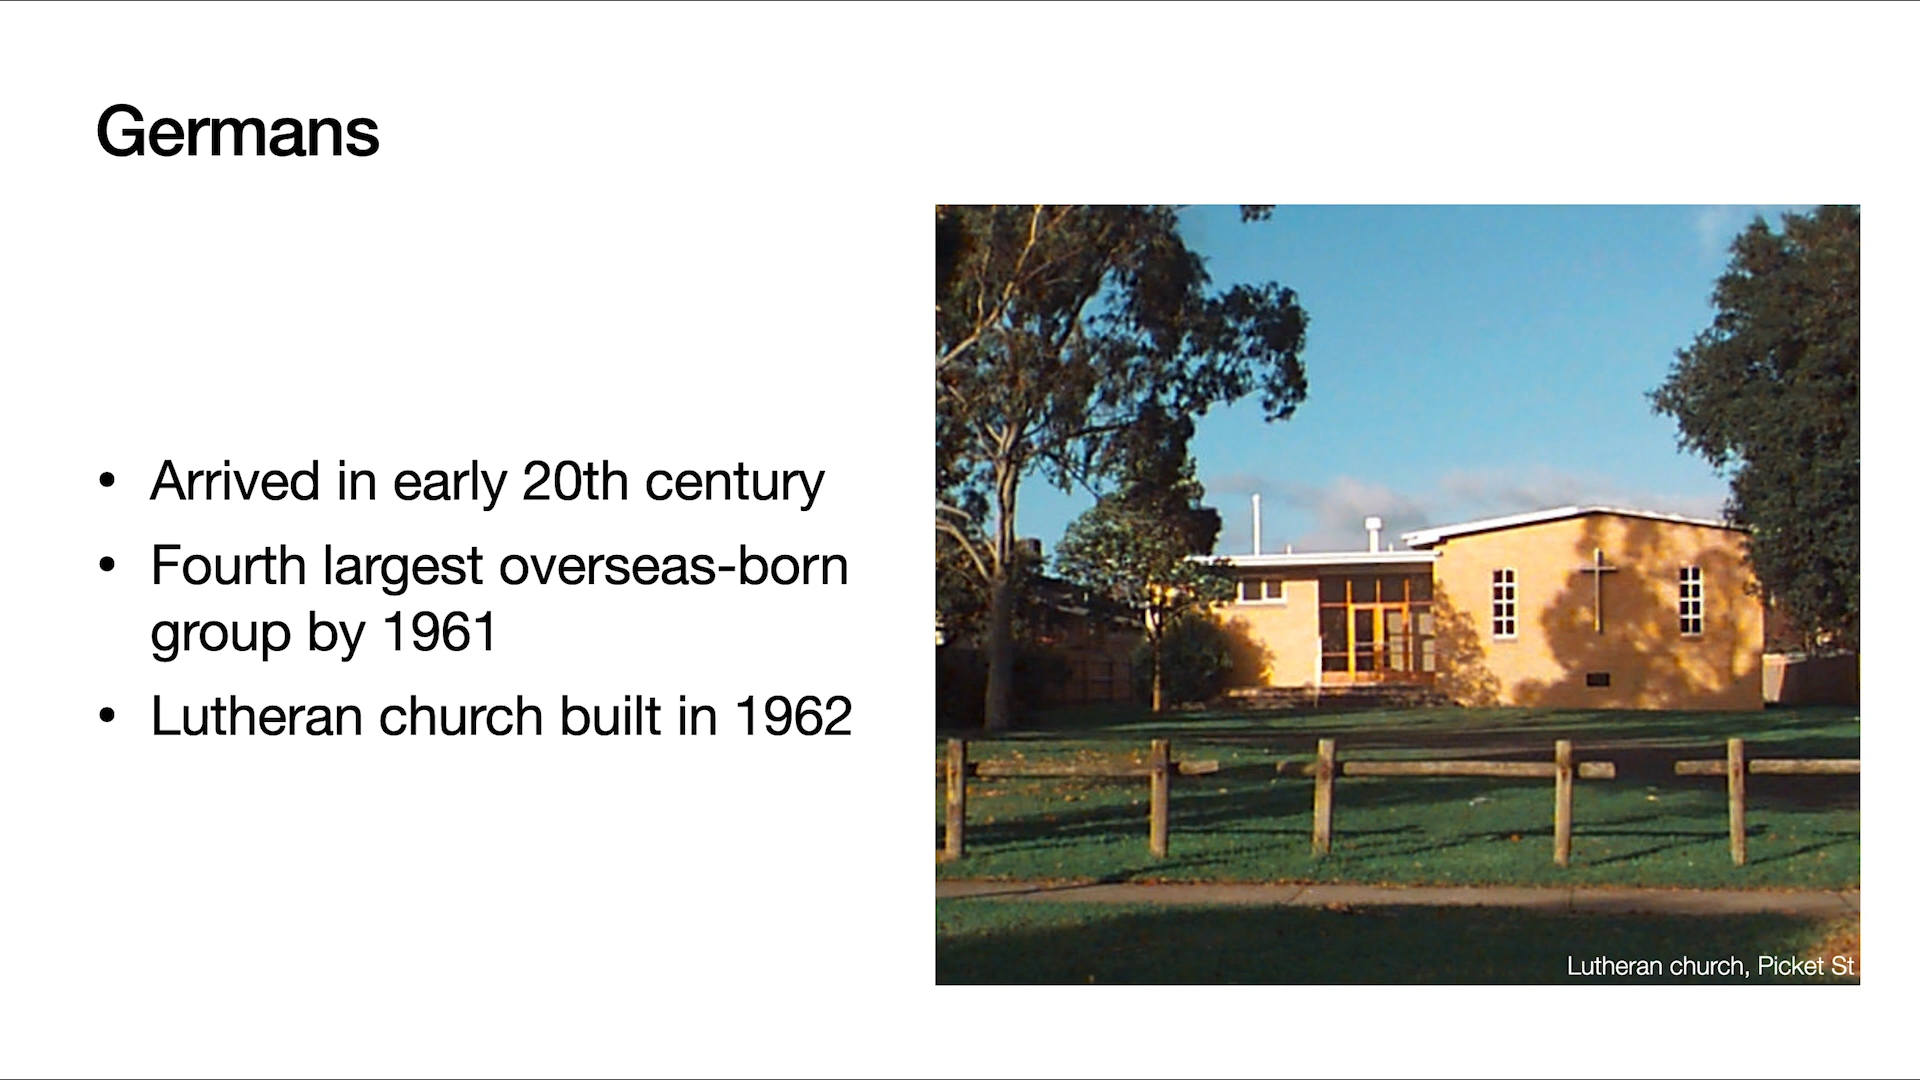 Germans
• Arrived in early 20th century
• Fourth largest overseas-born
group by 1961
• Lutheran church built in 1962
Lutheran church, Picket St